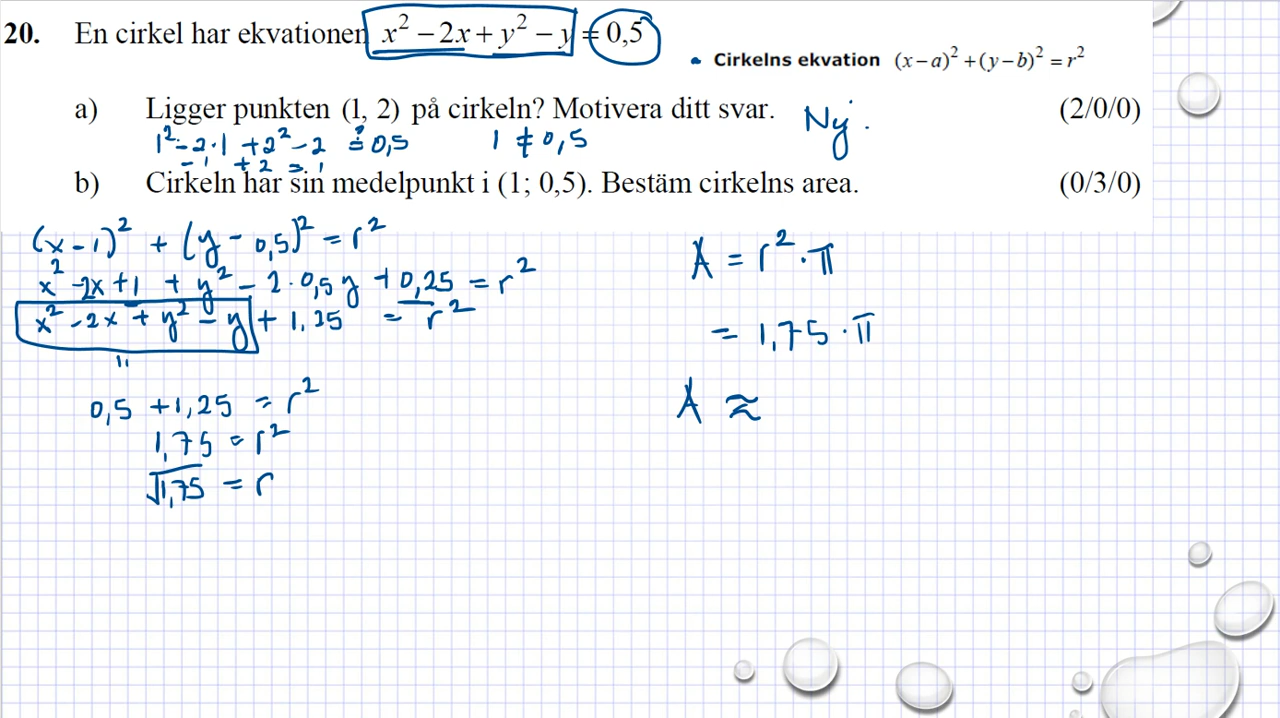 20. En cirkel har ekvationen x² − 2x + y² − y = 0,5
• Cirkelns ekvation (x−a)² +(y−b)² = r²
a) Ligger punkten (1, 2) på cirkeln? Motivera ditt svar. Nej. (2/0/0)
1² − 2·1 + 2² − 2 ≟ 0,5 1 ≠ 0,5
−1 + 2 = 1
b) Cirkeln har sin medelpunkt i (1; 0,5). Bestäm cirkelns area. (0/3/0)
(x − 1)² + (y − 0,5)² = r²
x² − 2x + 1 + y² − 2·0,5y + 0,25 = r²
x² − 2x + y² − y + 1,25 = r²
0,5 + 1,25 = r²
1,75 = r²
√1,75 = r
A = r² · π
= 1,75 · π
A ≈